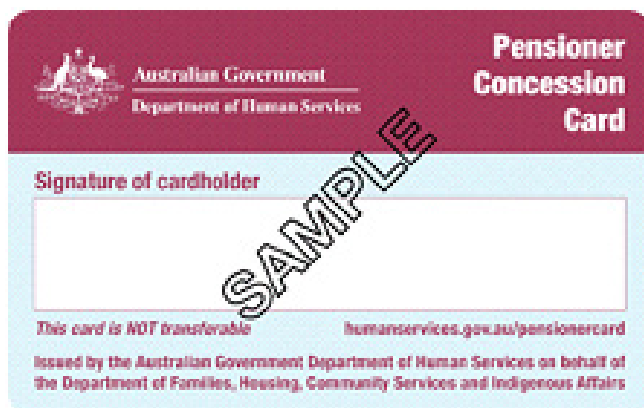 Australian Government
Department of Human Services
Pensioner
Concession
Card
Signature of cardholder
SAMPLE
This card is NOT transferable
humanservices.gov.au/pensionercard
Issued by the Australian Government Department of Human Services on behalf of
the Department of Families, Housing, Community Services and Indigenous Affairs